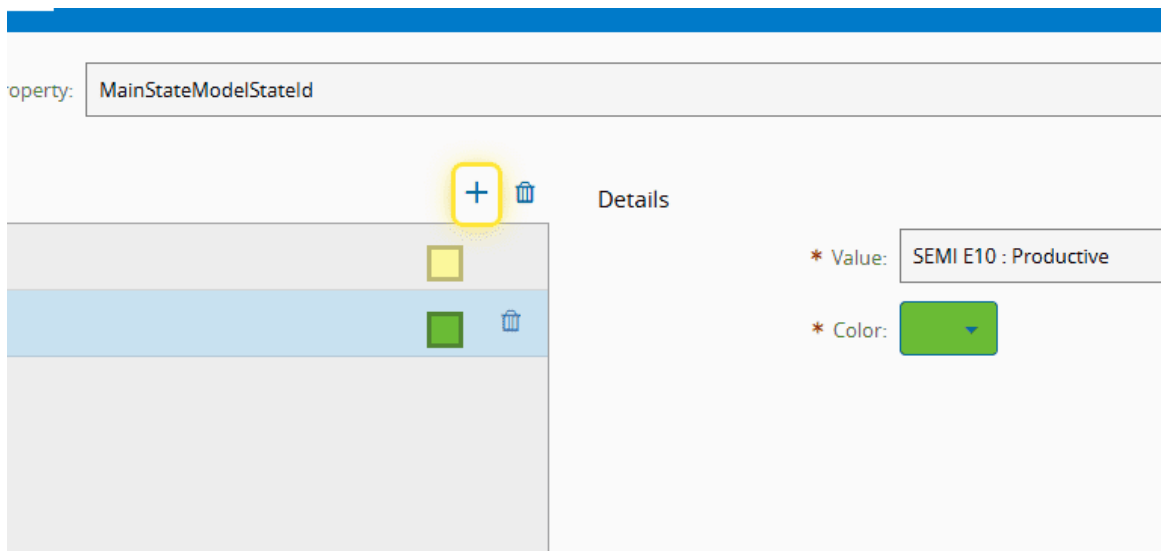 roperty: MainStateModelStateId
Details
* Value: SEMI E10 : Productive
* Color: